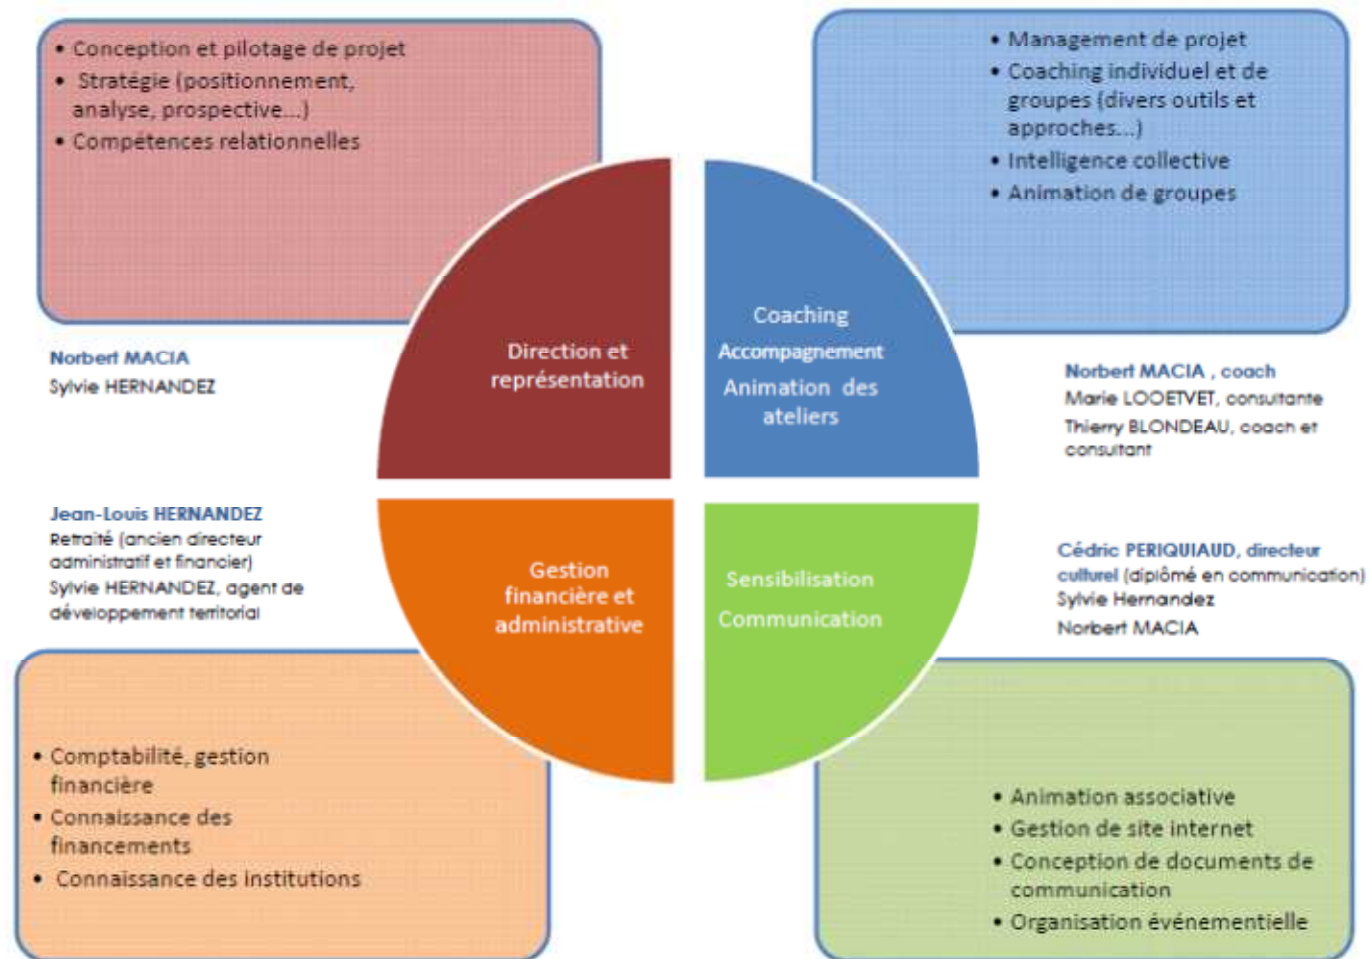 • Conception et pilotage de projet
• Stratégie (positionnement,
analyse, prospective...)
• Compétences relationnelles
• Management de projet
• Coaching individuel et de
groupes (divers outils et
approches...)
• Intelligence collective
• Animation de groupes
Norbert MACIA
Sylvie HERNANDEZ
Direction et
représentation
Coaching
Accompagnement
Animation des
ateliers
Norbert MACIA , coach
Marie LOOETVET, consultante
Thierry BLONDEAU, coach et
consultant
Jean-Louis HERNANDEZ
Retraité (ancien directeur
administratif et financier)
Sylvie HERNANDEZ, agent de
développement territorial
Gestion
financière et
administrative
Sensibilisation
Communication
Cédric PERIQUIAUD, directeur
culturel (diplômé en communication)
Sylvie Hernandez
Norbert MACIA
• Comptabilité, gestion
financière
• Connaissance des
financements
• Connaissance des institutions
• Animation associative
• Gestion de site internet
• Conception de documents de
communication
• Organisation événementielle